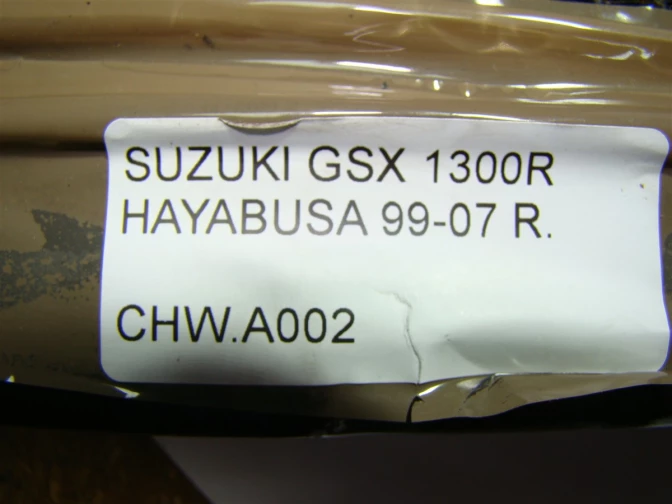 SUZUKI GSX 1300R
HAYABUSA 99-07 R.
CHW.A002